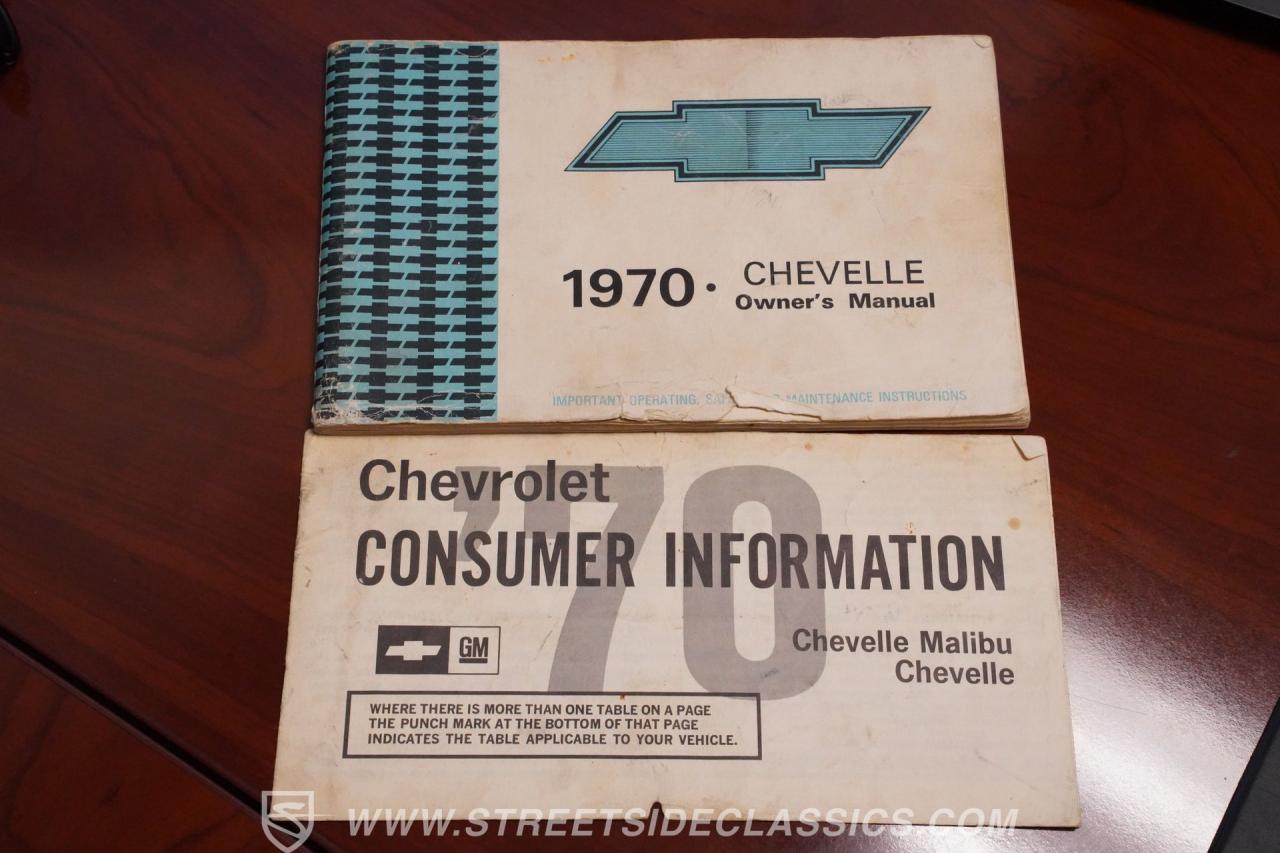 1970 • CHEVELLE
Owner's Manual
IMPORTANT OPERATING, MAINTENANCE INSTRUCTIONS
'70
Chevrolet
CONSUMER INFORMATION
GM
Chevelle Malibu
Chevelle
WHERE THERE IS MORE THAN ONE TABLE ON A PAGE
THE PUNCH MARK AT THE BOTTOM OF THAT PAGE
INDICATES THE TABLE APPLICABLE TO YOUR VEHICLE.
WWW.STREETSIDECLASSICS.COM